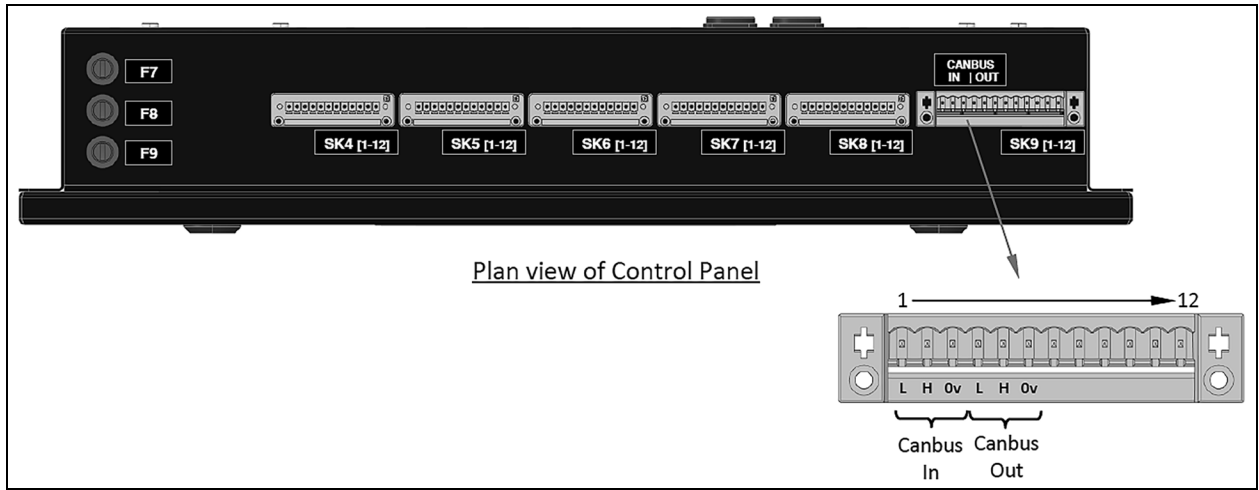 CANBUS
IN | OUT
F7
F8
F9
SK4 [1-12]
SK5 [1-12]
SK6 [1-12]
SK7 [1-12]
SK8 [1-12]
SK9 [1-12]
Plan view of Control Panel
1 12
L H 0v L H 0v
Canbus In
Canbus Out